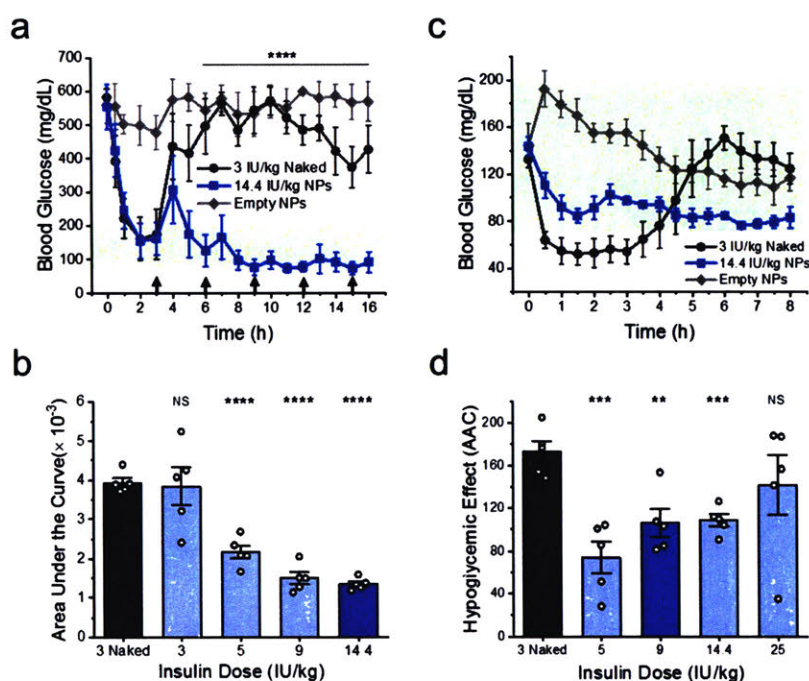 a
****
Blood Glucose (mg/dL)
700
600
500
400
300
200
100
0
3 IU/kg Naked
14.4 IU/kg NPs
Empty NPs
0 2 4 6 8 10 12 14 16
Time (h)
c
Blood Glucose (mg/dL)
200
160
120
80
40
3 IU/kg Naked
14.4 IU/kg NPs
Empty NPs
0 1 2 3 4 5 6 7 8
Time (h)
b
Area Under the Curve(× 10⁻³)
6
5
4
3
2
1
0
NS **** **** ****
3 Naked 3 5 9 14 4
Insulin Dose (IU/kg)
d
Hypoglycemic Effect (AAC)
200
160
120
80
40
0
*** ** *** NS
3 Naked 5 9 14.4 25
Insulin Dose (IU/kg)